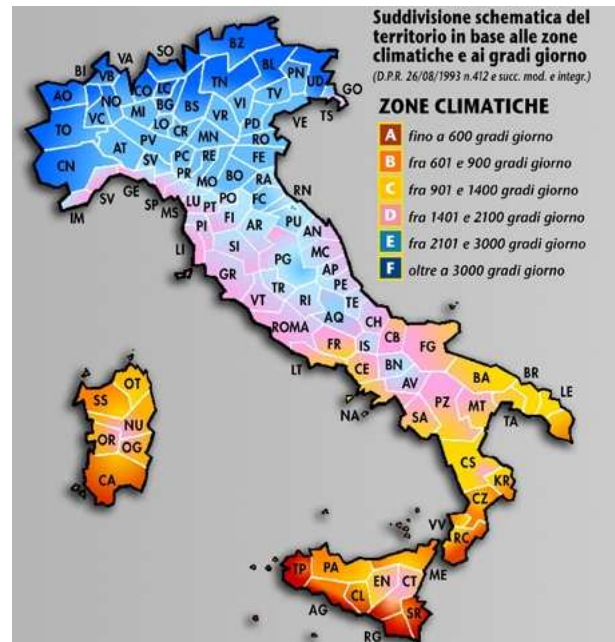 Suddivisione schematica del
territorio in base alle zone
climatiche e ai gradi giorno
(D.P.R. 26/08/1993 n.412 e succ. mod. e integr.)
ZONE CLIMATICHE
A fino a 600 gradi giorno
B fra 601 e 900 gradi giorno
C fra 901 e 1400 gradi giorno
D fra 1401 e 2100 gradi giorno
E fra 2101 e 3000 gradi giorno
F oltre a 3000 gradi giorno
BZ
SO
VA
BI
VB
CO
LC
TN
BL
PN
UD
GO
AO
NO
MI
BG
BS
VI
TV
TS
TO
VC
LO
CR
VR
PD
VE
AT
PV
MN
RO
CN
SV
PC
RE
FE
PR
MO
BO
RA
IM
SV
GE
SP
MS
LU
PT
PO
FC
RN
PI
FI
AR
PU
AN
LI
SI
PG
MC
AP
GR
TR
PE
VT
RI
TE
AQ
CH
ROMA
FR
IS
CB
FG
LT
CE
BN
BA
BR
NA
AV
PZ
MT
LE
SA
TA
OT
SS
NU
OR
OG
CA
CS
KR
CZ
VV
RC
TP
PA
ME
EN
CT
AG
CL
SR
RG